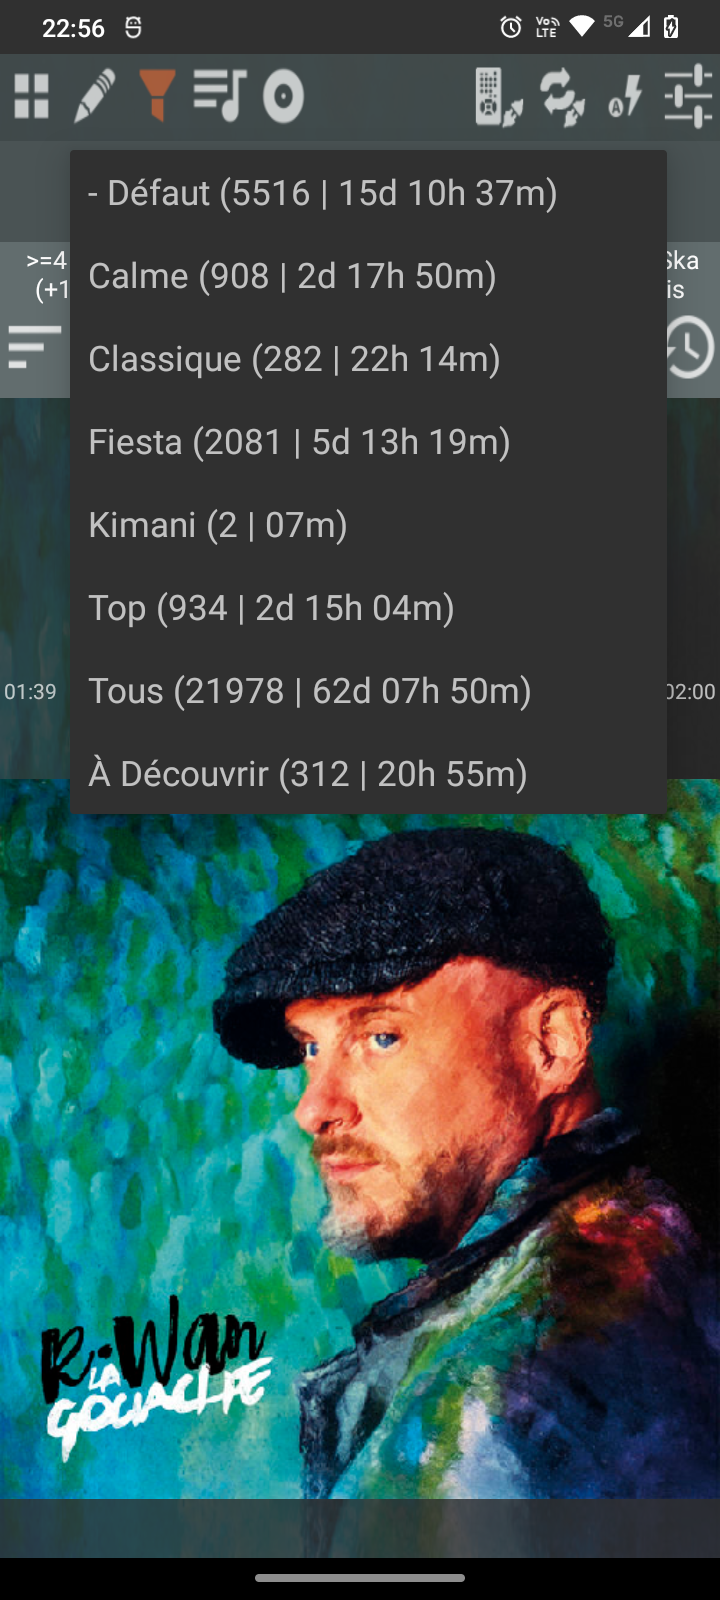 22:56
Vo
LTE
5G
A
- Défaut (5516 | 15d 10h 37m)
Calme (908 | 2d 17h 50m)
Classique (282 | 22h 14m)
Fiesta (2081 | 5d 13h 19m)
Kimani (2 | 07m)
Top (934 | 2d 15h 04m)
Tous (21978 | 62d 07h 50m)
À Découvrir (312 | 20h 55m)
>=4
Ska
(+1
is
01:39
02:00
R.Wan
LA
GOUACHE